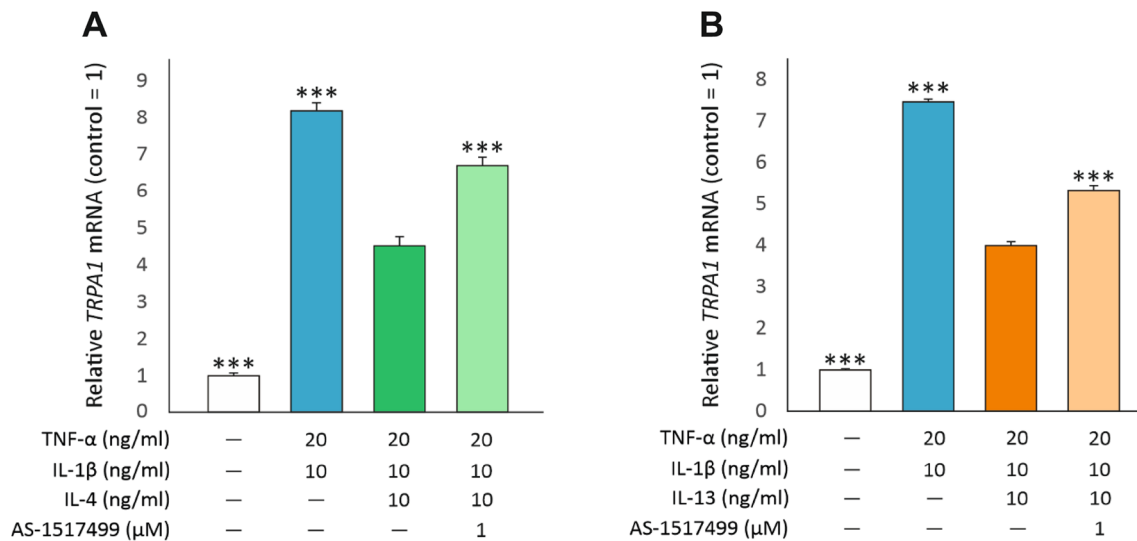 A
Relative TRPA1 mRNA (control = 1)
9
8
7
6
5
4
3
2
1
0
***
***
***
TNF-α (ng/ml) — 20 20 20
IL-1β (ng/ml) — 10 10 10
IL-4 (ng/ml) — — 10 10
AS-1517499 (μM) — — — 1
B
Relative TRPA1 mRNA (control = 1)
8
7
6
5
4
3
2
1
0
***
***
***
TNF-α (ng/ml) — 20 20 20
IL-1β (ng/ml) — 10 10 10
IL-13 (ng/ml) — — 10 10
AS-1517499 (μM) — — — 1